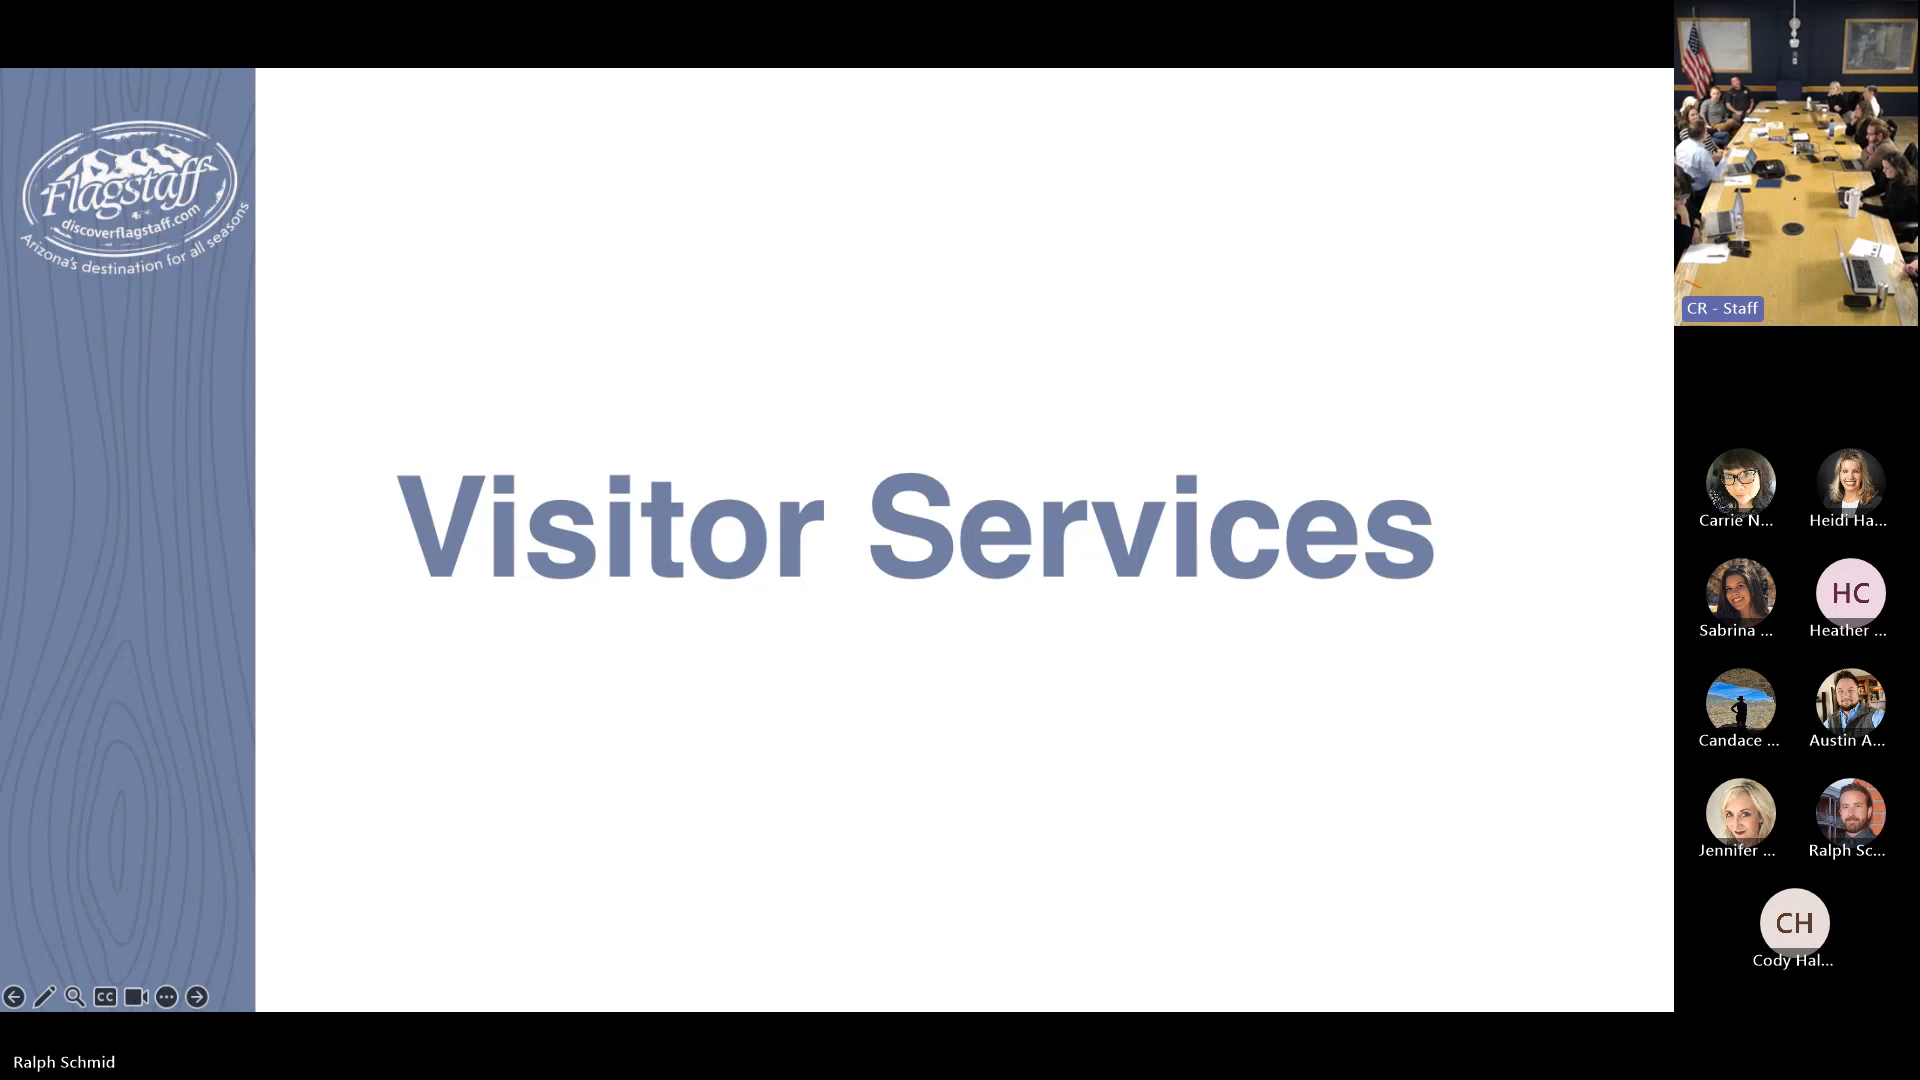 Flagstaff
discoverflagstaff.com
Arizona's destination for all seasons
Visitor Services
CC
CR - Staff
Carrie N...
Heidi Ha...
Sabrina ...
HC
Heather ...
Candace ...
Austin A...
Jennifer ...
Ralph Sc...
CH
Cody Hal...
Ralph Schmid